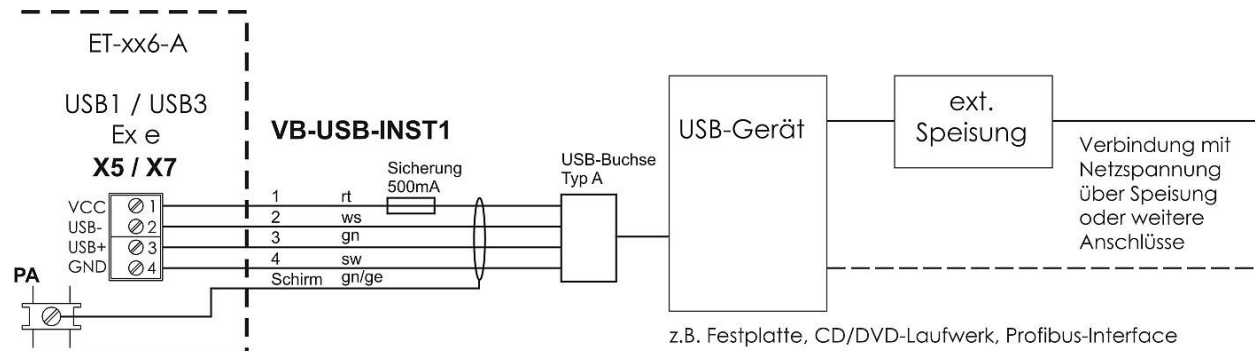 ET-xx6-A
USB1 / USB3
Ex e
X5 / X7
VB-USB-INST1
VCC
USB-
USB+
GND
1
2
3
4
PA
1 rt
2 ws
3 gn
4 sw
Schirm gn/ge
Sicherung
500mA
USB-Buchse
Typ A
USB-Gerät
ext.
Speisung
Verbindung mit
Netzspannung
über Speisung
oder weitere
Anschlüsse
z.B. Festplatte, CD/DVD-Laufwerk, Profibus-Interface